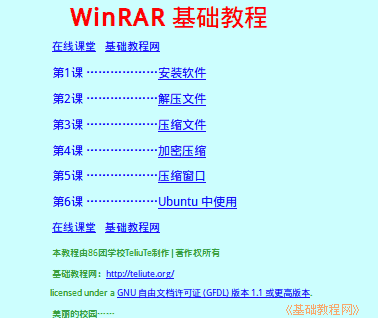 WinRAR 基础教程
在线课堂 基础教程网
第1课 ··················安装软件
第2课 ··················解压文件
第3课 ··················压缩文件
第4课 ··················加密压缩
第5课 ··················压缩窗口
第6课 ··················Ubuntu 中使用
在线课堂 基础教程网
本教程由86团学校TeliuTe制作 | 著作权所有
基础教程网：http://teliute.org/
licensed under a GNU 自由文档许可证 (GFDL) 版本 1.1 或更高版本.
美丽的校园······
《基础教程网》